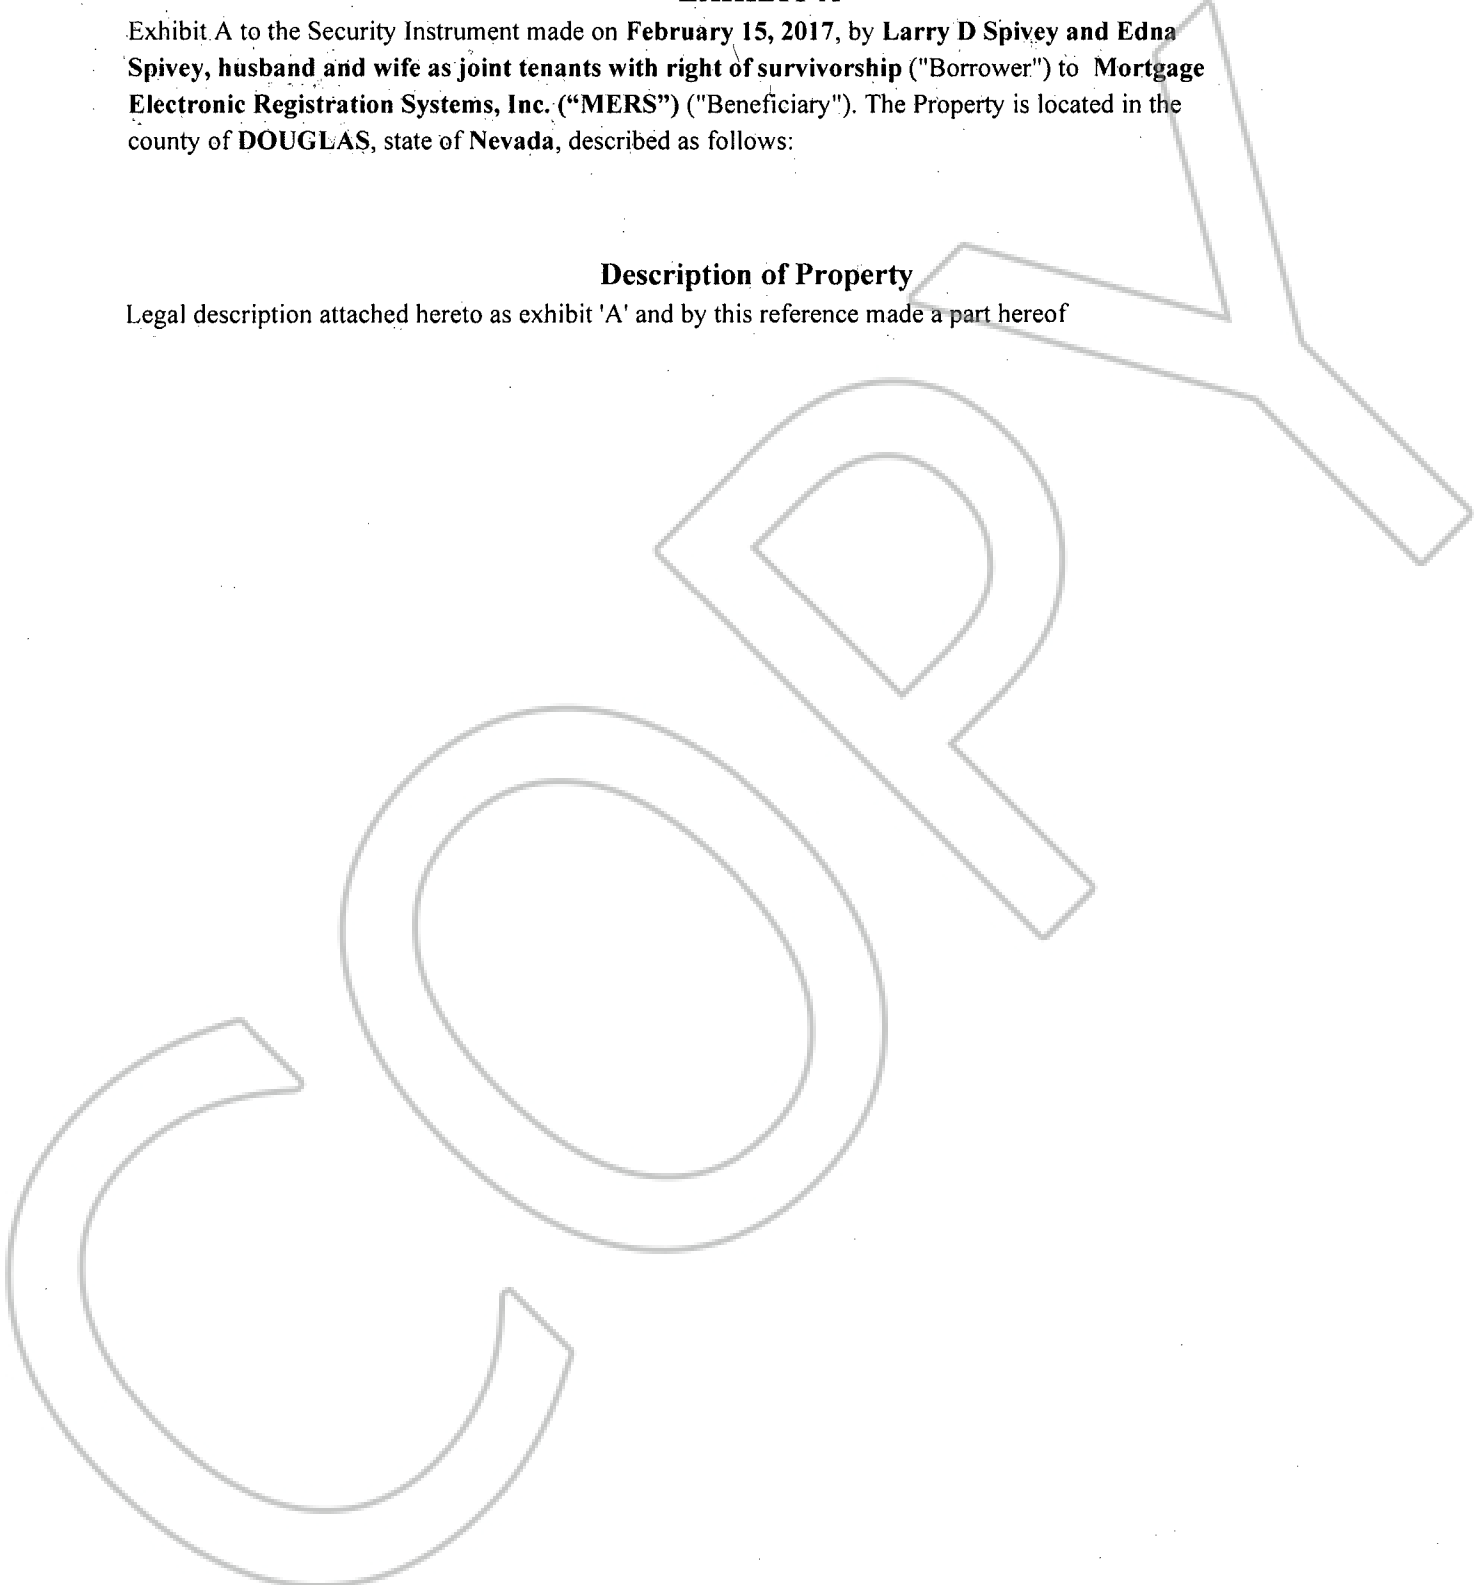 Exhibit A to the Security Instrument made on February 15, 2017, by Larry D Spivey and Edna
Spivey, husband and wife as joint tenants with right of survivorship ("Borrower") to Mortgage
Electronic Registration Systems, Inc. (“MERS”) ("Beneficiary"). The Property is located in the
county of DOUGLAS, state of Nevada, described as follows:
Description of Property
Legal description attached hereto as exhibit 'A' and by this reference made a part hereof
COPY